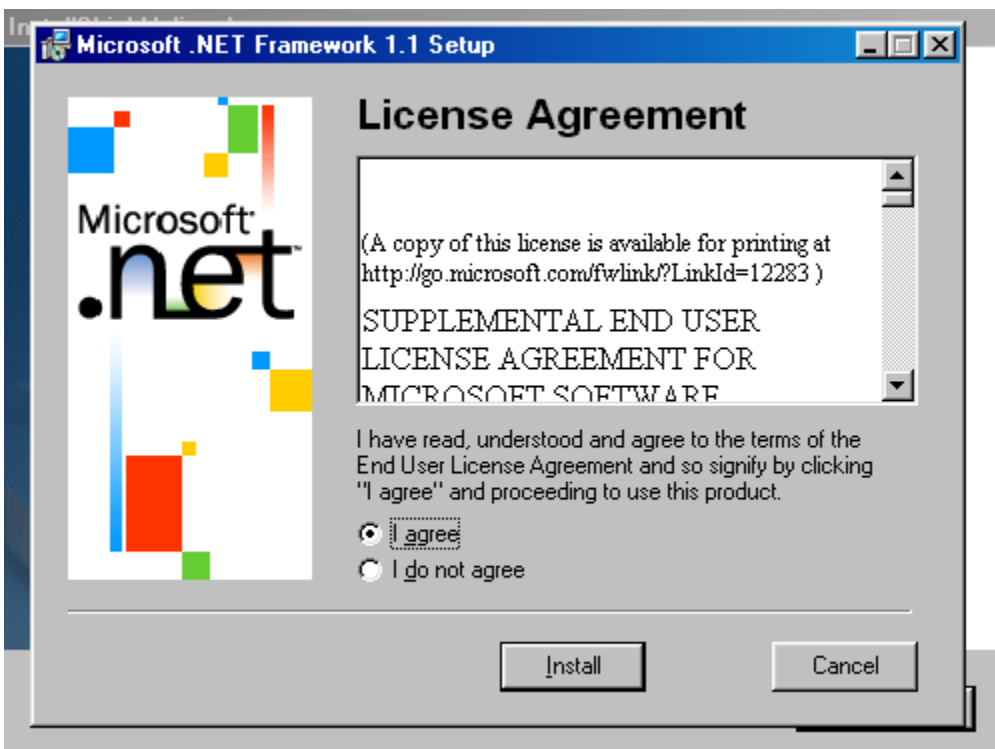 Microsoft .NET Framework 1.1 Setup
License Agreement
Microsoft
.net
(A copy of this license is available for printing at
http://go.microsoft.com/fwlink/?LinkId=12283 )
SUPPLEMENTAL END USER
LICENSE AGREEMENT FOR
MICROSOFT SOFTWARE
I have read, understood and agree to the terms of the
End User License Agreement and so signify by clicking
"I agree" and proceeding to use this product.
I agree
I do not agree
Install
Cancel